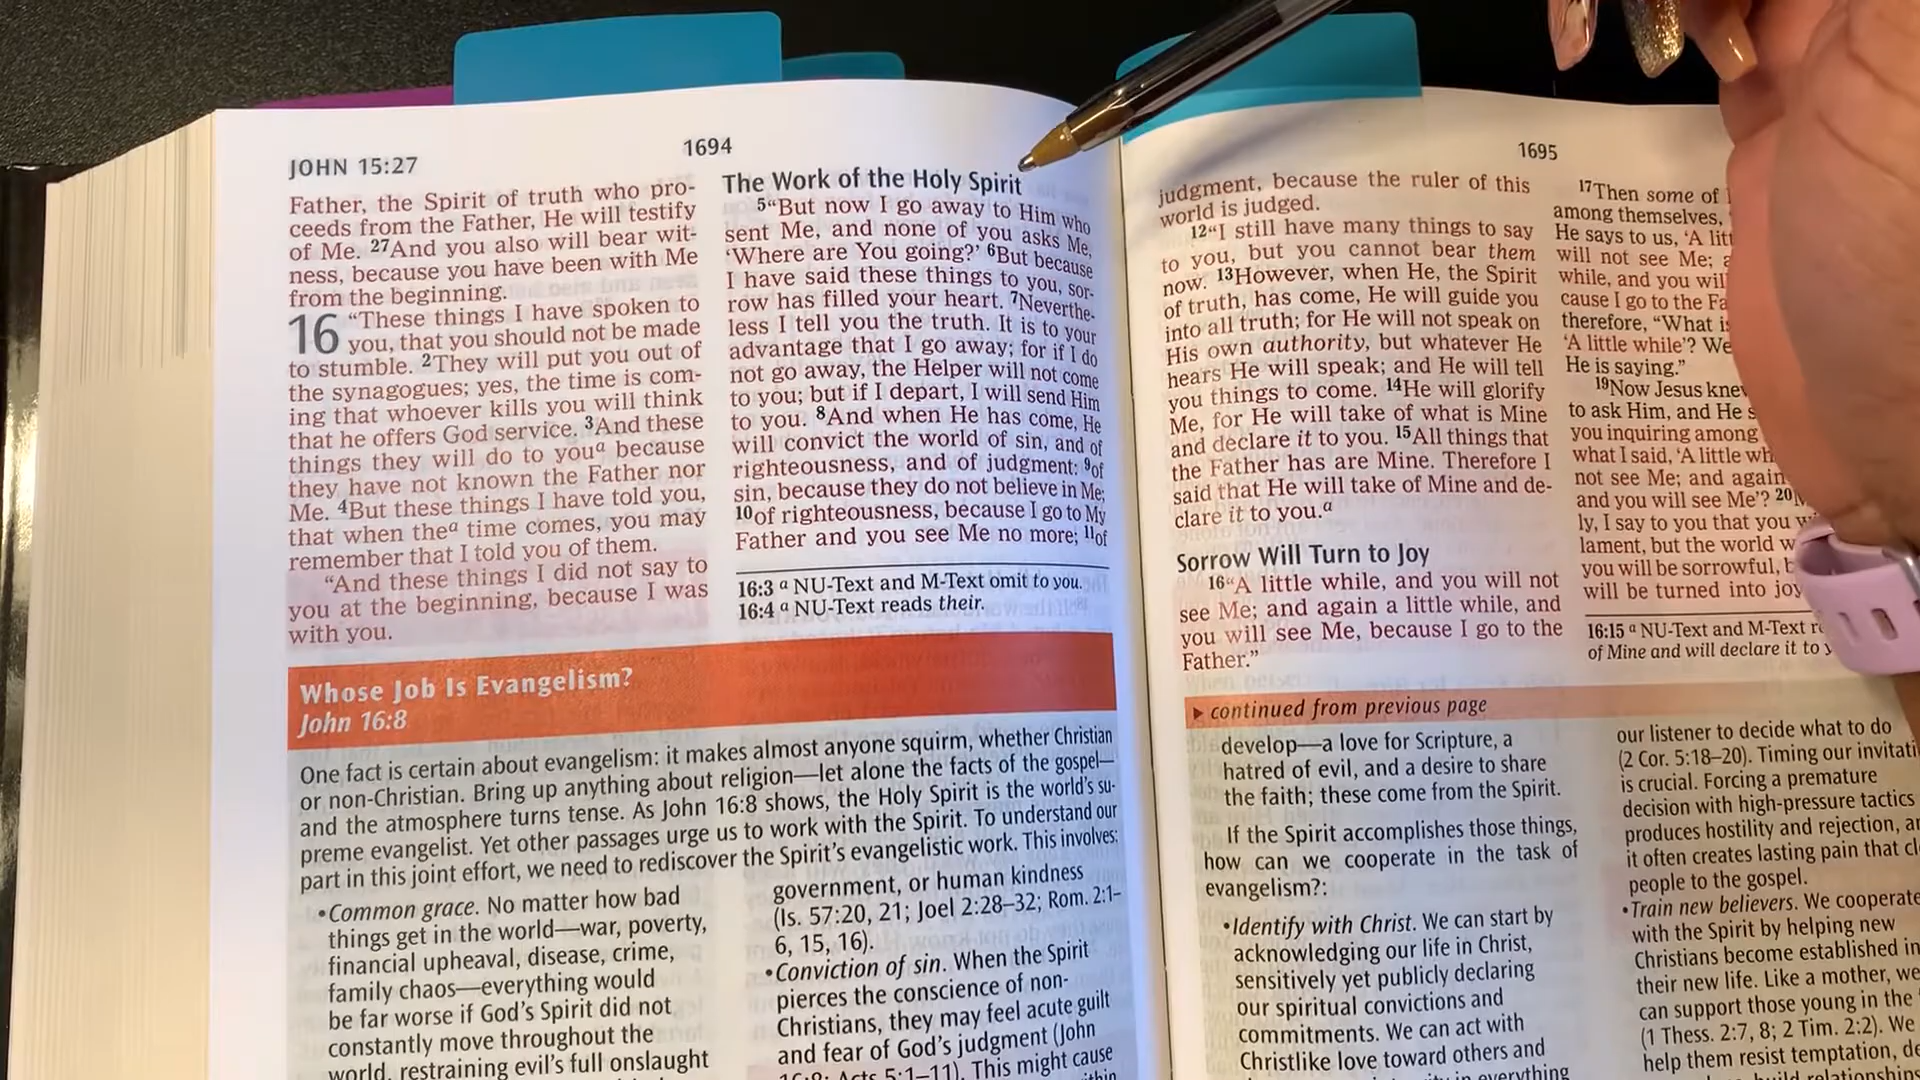 JOHN 15:27
1694
Father, the Spirit of truth who pro-
ceeds from the Father, He will testify
of Me. 27And you also will bear wit-
ness, because you have been with Me
from the beginning.
16 “These things I have spoken to
you, that you should not be made
to stumble. 2They will put you out of
the synagogues; yes, the time is com-
ing that whoever kills you will think
that he offers God service. 3And these
things they will do to youa because
they have not known the Father nor
Me. 4But these things I have told you,
that when thea time comes, you may
remember that I told you of them.
“And these things I did not say to
you at the beginning, because I was
with you.
The Work of the Holy Spirit
5“But now I go away to Him who
sent Me, and none of you asks Me,
‘Where are You going?’ 6But because
I have said these things to you, sor-
row has filled your heart. 7Neverthe-
less I tell you the truth. It is to your
advantage that I go away; for if I do
not go away, the Helper will not come
to you; but if I depart, I will send Him
to you. 8And when He has come, He
will convict the world of sin, and of
righteousness, and of judgment: 9of
sin, because they do not believe in Me;
10of righteousness, because I go to My
Father and you see Me no more; 11of
16:3 a NU-Text and M-Text omit to you.
16:4 a NU-Text reads their.
Whose Job Is Evangelism?
John 16:8
One fact is certain about evangelism: it makes almost anyone squirm, whether Christian
or non-Christian. Bring up anything about religion—let alone the facts of the gospel—
and the atmosphere turns tense. As John 16:8 shows, the Holy Spirit is the world’s su-
preme evangelist. Yet other passages urge us to work with the Spirit. To understand our
part in this joint effort, we need to rediscover the Spirit’s evangelistic work. This involves:
•Common grace. No matter how bad
things get in the world—war, poverty,
financial upheaval, disease, crime,
family chaos—everything would
be far worse if God’s Spirit did not
constantly move throughout the
world, restraining evil’s full onslaught
government, or human kindness
(Is. 57:20, 21; Joel 2:28–32; Rom. 2:1–
6, 15, 16).
•Conviction of sin. When the Spirit
pierces the conscience of non-
Christians, they may feel acute guilt
and fear of God’s judgment (John
16:8; Acts 5:1–11). This might cause
1695
judgment, because the ruler of this
world is judged.
12“I still have many things to say
to you, but you cannot bear them
now. 13However, when He, the Spirit
of truth, has come, He will guide you
into all truth; for He will not speak on
His own authority, but whatever He
hears He will speak; and He will tell
you things to come. 14He will glorify
Me, for He will take of what is Mine
and declare it to you. 15All things that
the Father has are Mine. Therefore I
said that He will take of Mine and de-
clare it to you.a
Sorrow Will Turn to Joy
16“A little while, and you will not
see Me; and again a little while, and
you will see Me, because I go to the
Father.”
17Then some of
among themselves,
He says to us, ‘A
will not see Me;
while, and you
cause I go to the
therefore, “What
‘A little while’? We
He is saying.”
19Now Jesus
to ask Him, and He
you inquiring among
what I said, ‘A little
not see Me; and again
and you will see Me’? 20
ly, I say to you that you
lament, but the world
you will be sorrowful,
will be turned into joy
16:15 a NU-Text and M-Text
of Mine and will declare it to
▶ continued from previous page
develop—a love for Scripture, a
hatred of evil, and a desire to share
the faith; these come from the Spirit.
If the Spirit accomplishes those things,
how can we cooperate in the task of
evangelism?:
•Identify with Christ. We can start by
acknowledging our life in Christ,
sensitively yet publicly declaring
our spiritual convictions and
commitments. We can act with
Christlike love toward others and
in everything
our listener to decide what to do
(2 Cor. 5:18–20). Timing our
is crucial. Forcing a premature
decision with high-pressure tactics
produces hostility and rejection,
it often creates lasting pain that
people to the gospel.
•Train new believers. We cooperate
with the Spirit by helping new
Christians become established in
their new life. Like a mother, we
can support those young in the
(1 Thess. 2:7, 8; 2 Tim. 2:2). We
help them resist temptation,
build relationships